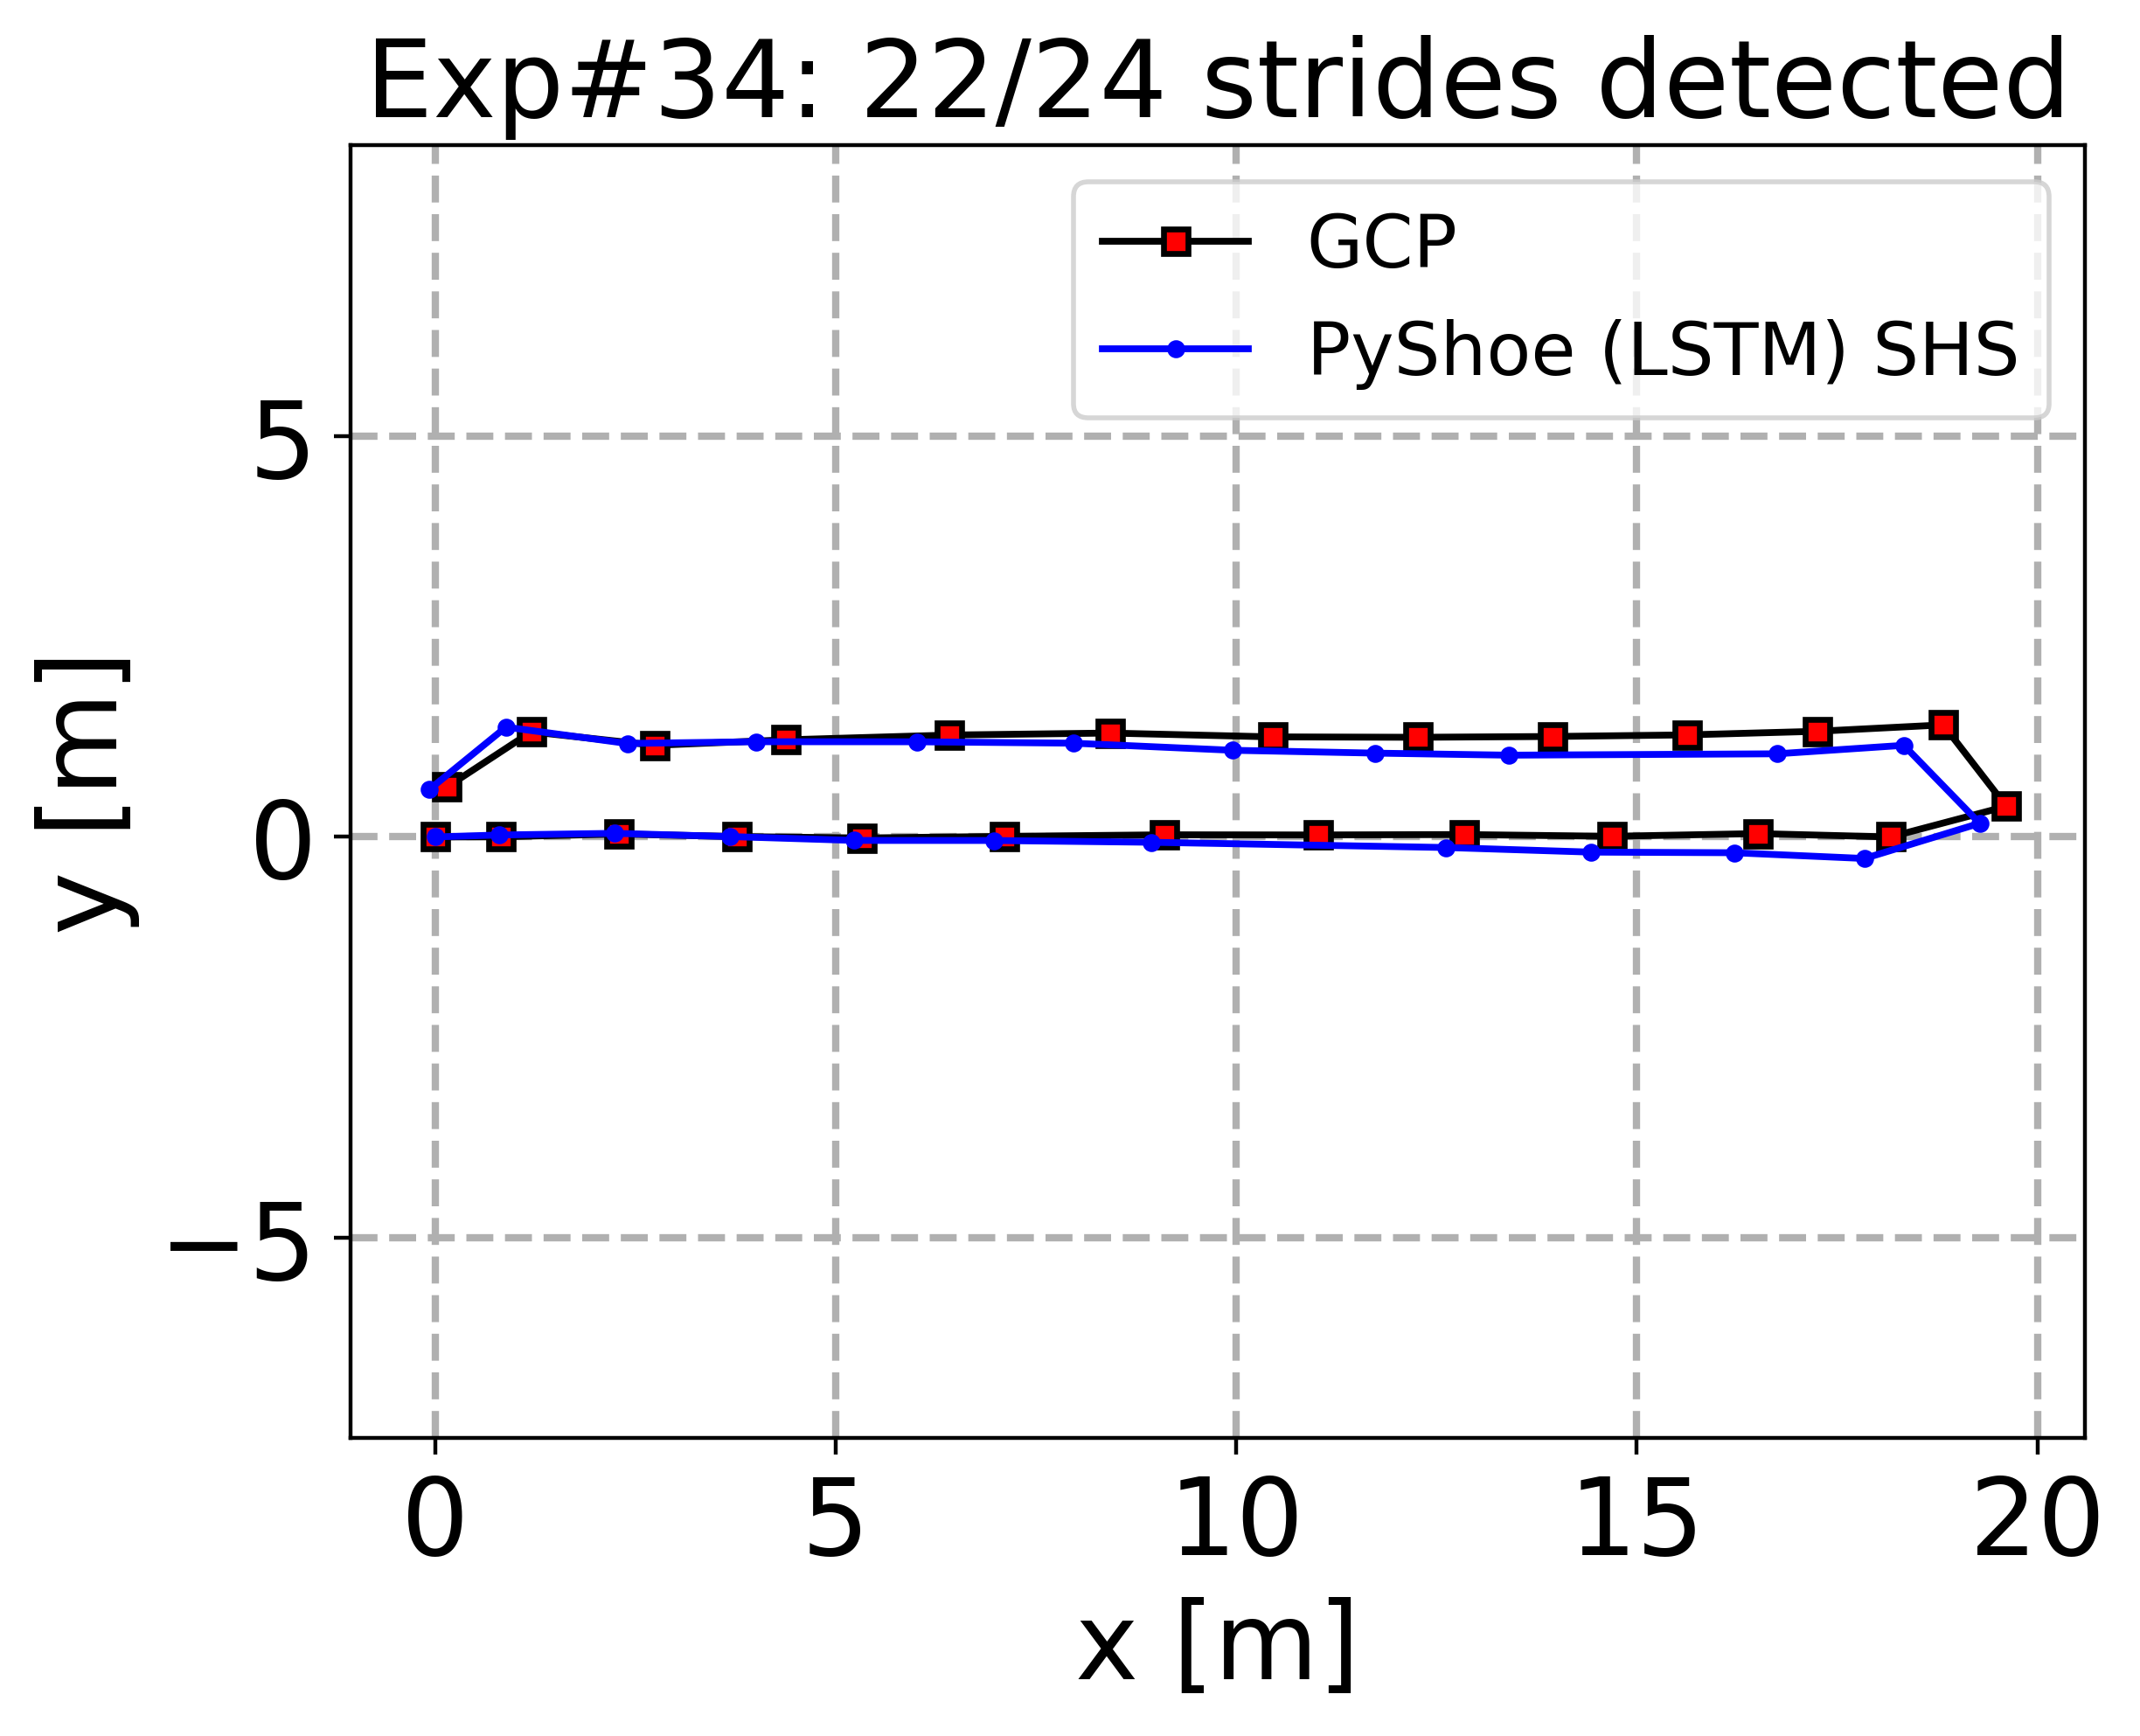 Exp#34: 22/24 strides detected
GCP
PyShoe (LSTM) SHS
y [m]
5
0
−5
0 5 10 15 20
x [m]